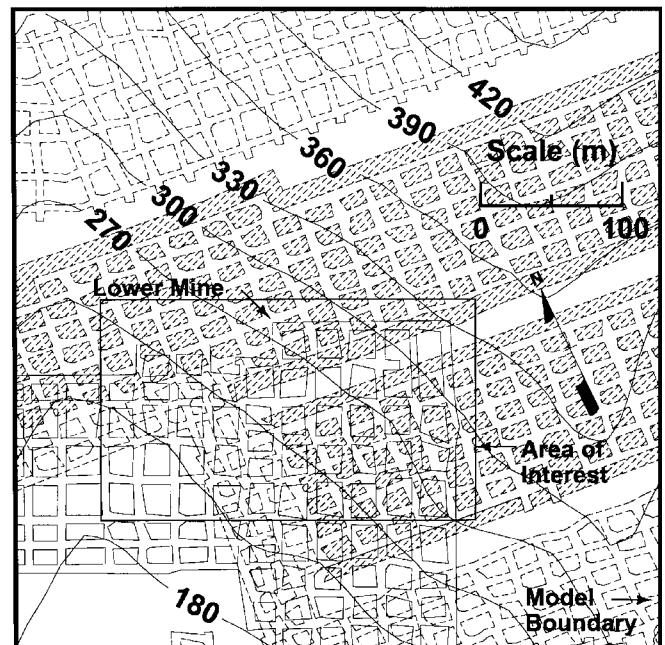 420
390
Scale (m)
360
330
0 100
300
270
N
Lower Mine
Area of
Interest
180
Model
Boundary